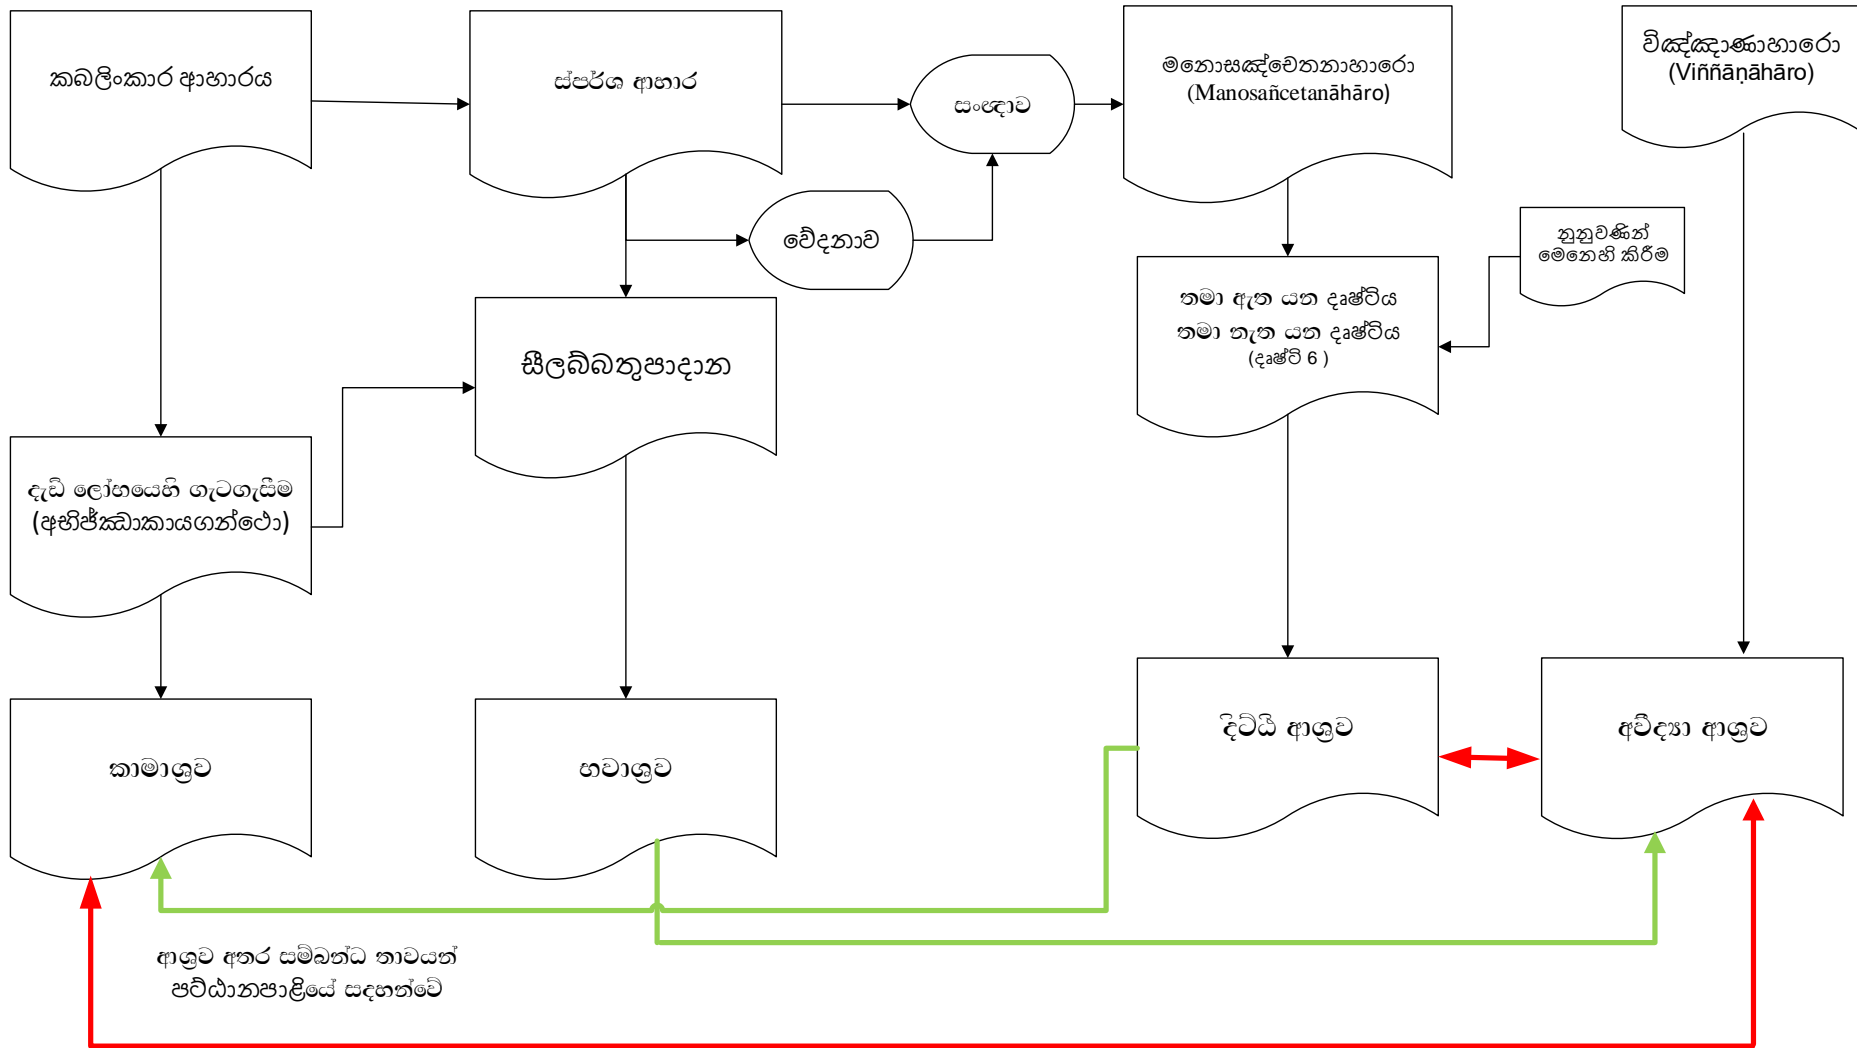 කබලිංකාර ආහාරය
ස්පර්ශ ආහාර
සංඥාව
මනොසඤ්චෙතනාහාරො
(Manosañcetanāhāro)
විඤ්ඤාණාහාරො
(Viññāṇāhāro)
වේදනාව
නුනුවණින්
මෙනෙහි කිරීම
තමා ඇත යන දෘෂ්ටිය
තමා නැත යන දෘෂ්ටිය
(දෘෂ්ටි 6 )
සීලබ්බතුපාදාන
දැඩි ලෝභයෙහි ගැටගැසීම
(අභිජ්ඣාකායගන්ථො)
කාමාශ්‍රව
භවාශ්‍රව
දිට්ඨි ආශ්‍රව
අවිද්‍යා ආශ්‍රව
ආශ්‍රව අතර සම්බන්ධ තාවයන්
පට්ඨානපාළියේ සදහන්වේ